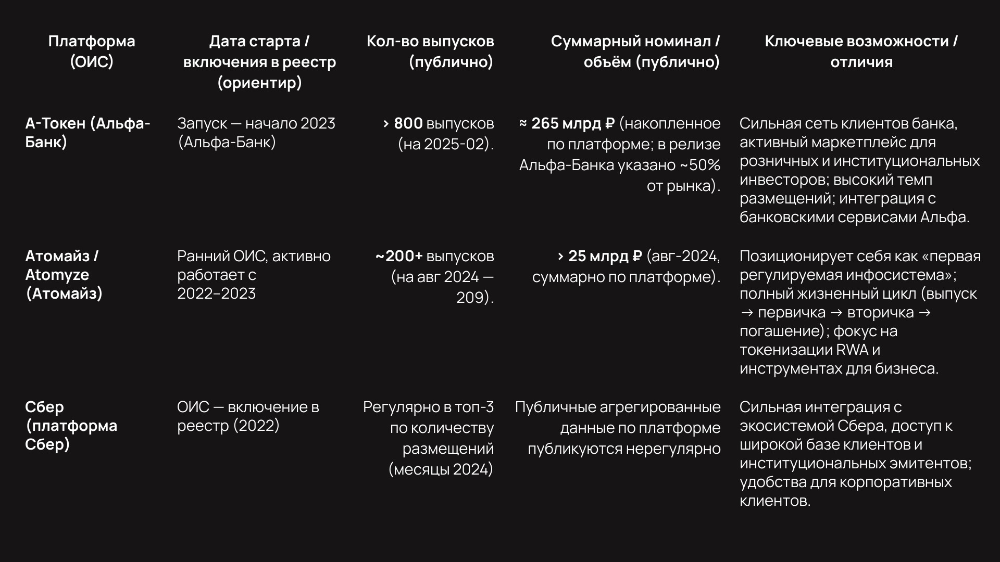 Платформа
(ОИС)
Дата старта /
включения в реестр
(ориентир)
Кол-во выпусков
(публично)
Суммарный номинал /
объём (публично)
Ключевые возможности /
отличия
А-Токен (Альфа-
Банк)
Запуск — начало 2023
(Альфа-Банк)
> 800 выпусков
(на 2025-02).
≈ 265 млрд ₽ (накопленное
по платформе; в релизе
Альфа-Банка указано ~50%
от рынка).
Сильная сеть клиентов банка,
активный маркетплейс для
розничных и институциональных
инвесторов; высокий темп
размещений; интеграция с
банковскими сервисами Альфа.
Атомайз /
Atomyze
(Атомайз)
Ранний ОИС, активно
работает с
2022–2023
~200+ выпусков
(на авг 2024 —
209).
> 25 млрд ₽ (авг-2024,
суммарно по платформе).
Позиционирует себя как «первая
регулируемая инфосистема»;
полный жизненный цикл (выпуск
→ первичка → вторичка →
погашение); фокус на
токенизации RWA и
инструментах для бизнеса.
Сбер
(платформа
Сбер)
ОИС — включение в
реестр (2022)
Регулярно в топ-3
по количеству
размещений
(месяцы 2024)
Публичные агрегированные
данные по платформе
публикуются нерегулярно
Сильная интеграция с
экосистемой Сбера, доступ к
широкой базе клиентов и
институциональных эмитентов;
удобства для корпоративных
клиентов.